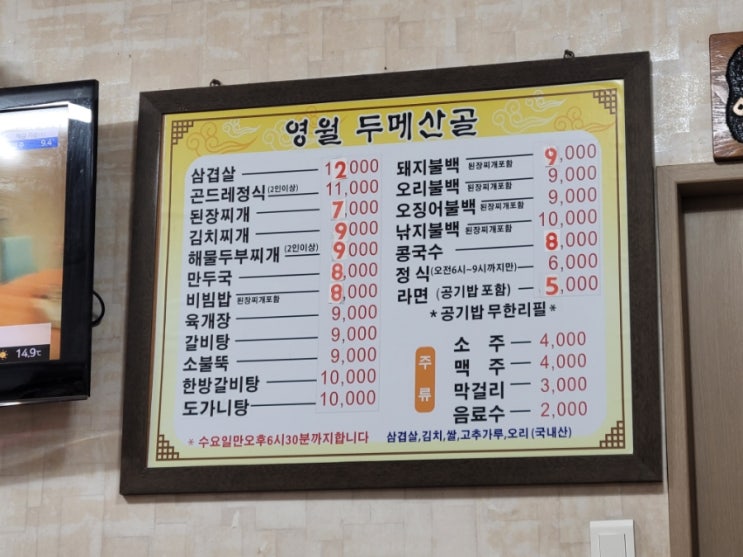 영월 두메산골
삼겹살 12,000
곤드레정식(2인이상) 11,000
된장찌개 7,000
김치찌개 9,000
해물두부찌개(2인이상) 9,000
만두국 8,000
비빔밥 된장찌개포함 8,000
육개장 9,000
갈비탕 9,000
소불뚝 9,000
한방갈비탕 10,000
도가니탕 10,000
돼지불백 된장찌개포함 9,000
오리불백 된장찌개포함 9,000
오징어불백 된장찌개포함 9,000
낚지불백 된장찌개포함 10,000
콩국수 8,000
정식(오전6시~9시까지만) 6,000
라면 (공기밥 포함) 5,000
*공기밥 무한리필*
주류
소 주 4,000
맥 주 4,000
막걸리 3,000
음료수 2,000
* 수요일만오후6시30분까지합니다
삼겹살,김치,쌀,고추가루,오리(국내산)
9.4°
14.9℃